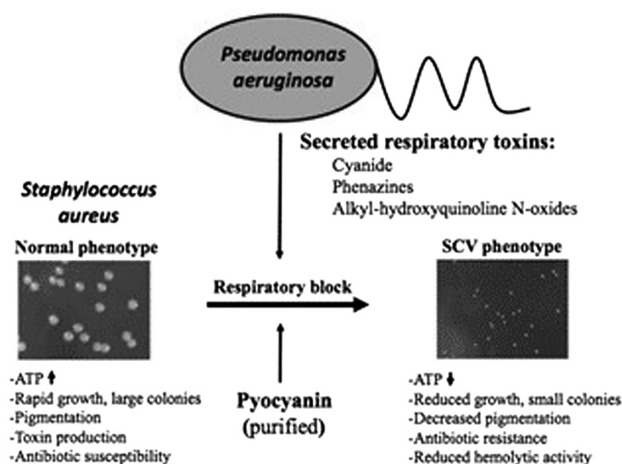 Pseudomonas
aeruginosa
Secreted respiratory toxins:
Cyanide
Phenazines
Alkyl-hydroxyquinoline N-oxides
Staphylococcus
aureus
Normal phenotype
SCV phenotype
Respiratory block
Pyocyanin
(purified)
-ATP ⬆
-Rapid growth, large colonies
-Pigmentation
-Toxin production
-Antibiotic susceptibility
-ATP ⬇
-Reduced growth, small colonies
-Decreased pigmentation
-Antibiotic resistance
-Reduced hemolytic activity